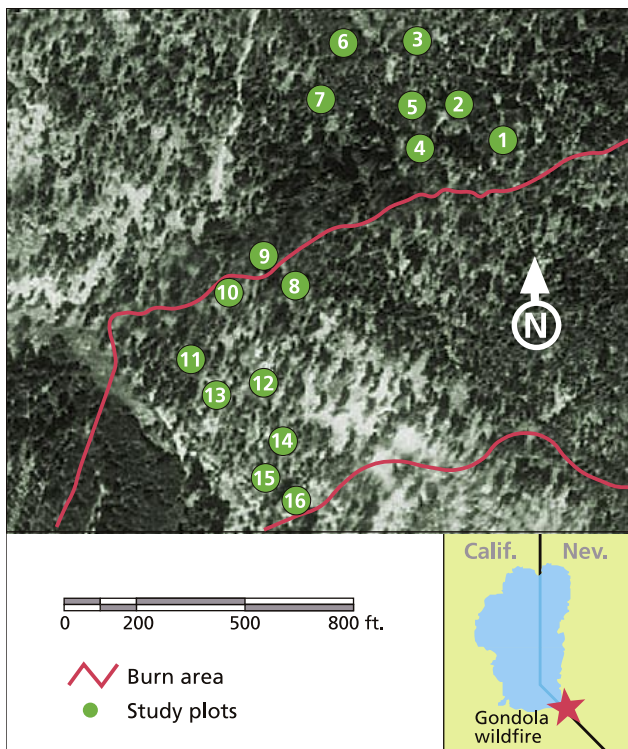 6 3
7 5 2
4 1
9
10 8
N
11
13 12
14
15
16
0 200 500 800 ft.
Burn area
Study plots
Calif. Nev.
Gondola
wildfire